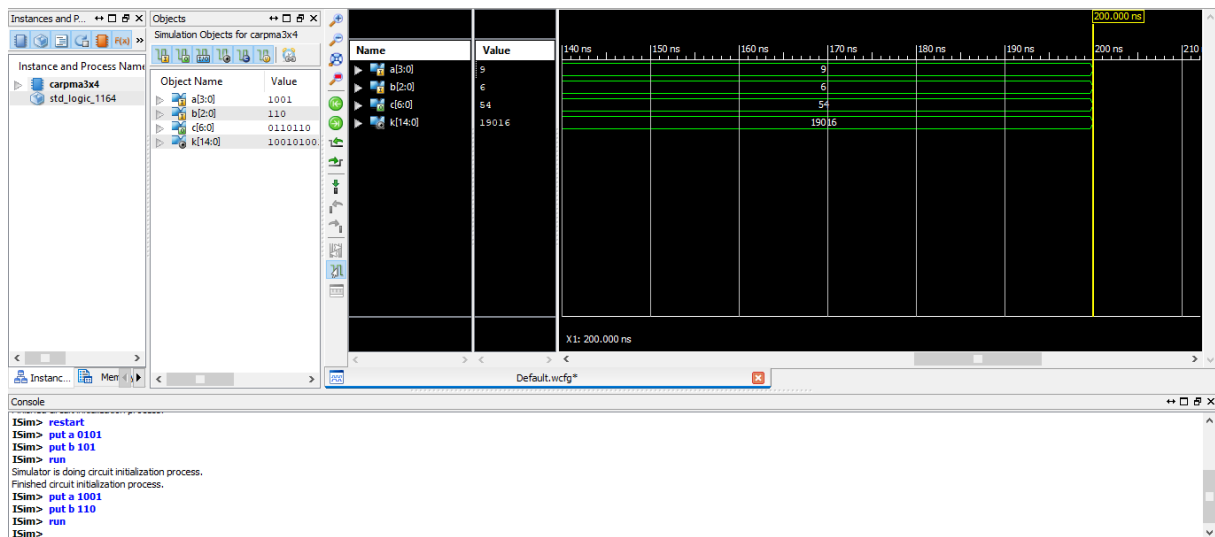 Instances and P...
Instance and Process Name
carpma3x4
std_logic_1164
Instanc...
Mem
Objects
Simulation Objects for carpma3x4
Object Name Value
a[3:0] 1001
b[2:0] 110
c[6:0] 0110110
k[14:0] 10010100.
Name Value
a[3:0] 9
b[2:0] 6
c[6:0] 54
k[14:0] 19016
200.000 ns
140 ns 150 ns 160 ns 170 ns 180 ns 190 ns 200 ns 210
9
6
54
19016
X1: 200.000 ns
Default.wcfg*
Console
Finished circuit initialization process.
ISim> restart
ISim> put a 0101
ISim> put b 101
ISim> run
Simulator is doing circuit initialization process.
Finished circuit initialization process.
ISim> put a 1001
ISim> put b 110
ISim> run
ISim>